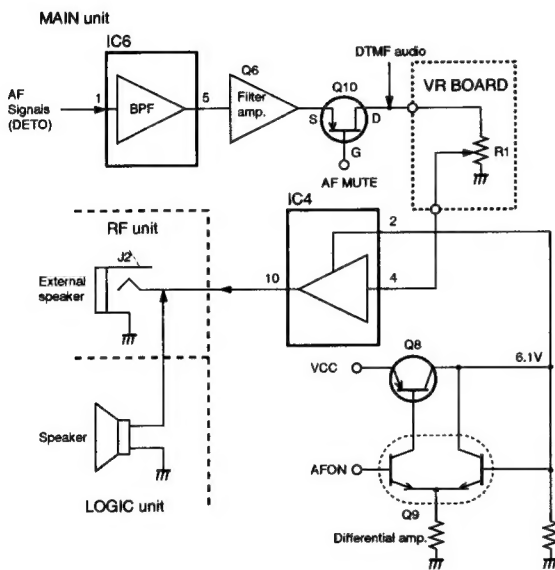 MAIN unit
IC6
AF
Signals
(DETO)
1
BPF
5
Q6
Filter
amp.
Q10
S
D
G
AF MUTE
DTMF audio
VR BOARD
R1
IC4
2
10
4
RF unit
J2
External
speaker
Speaker
LOGIC unit
Q8
VCC
6.1V
AFON
Q9
Differential amp.